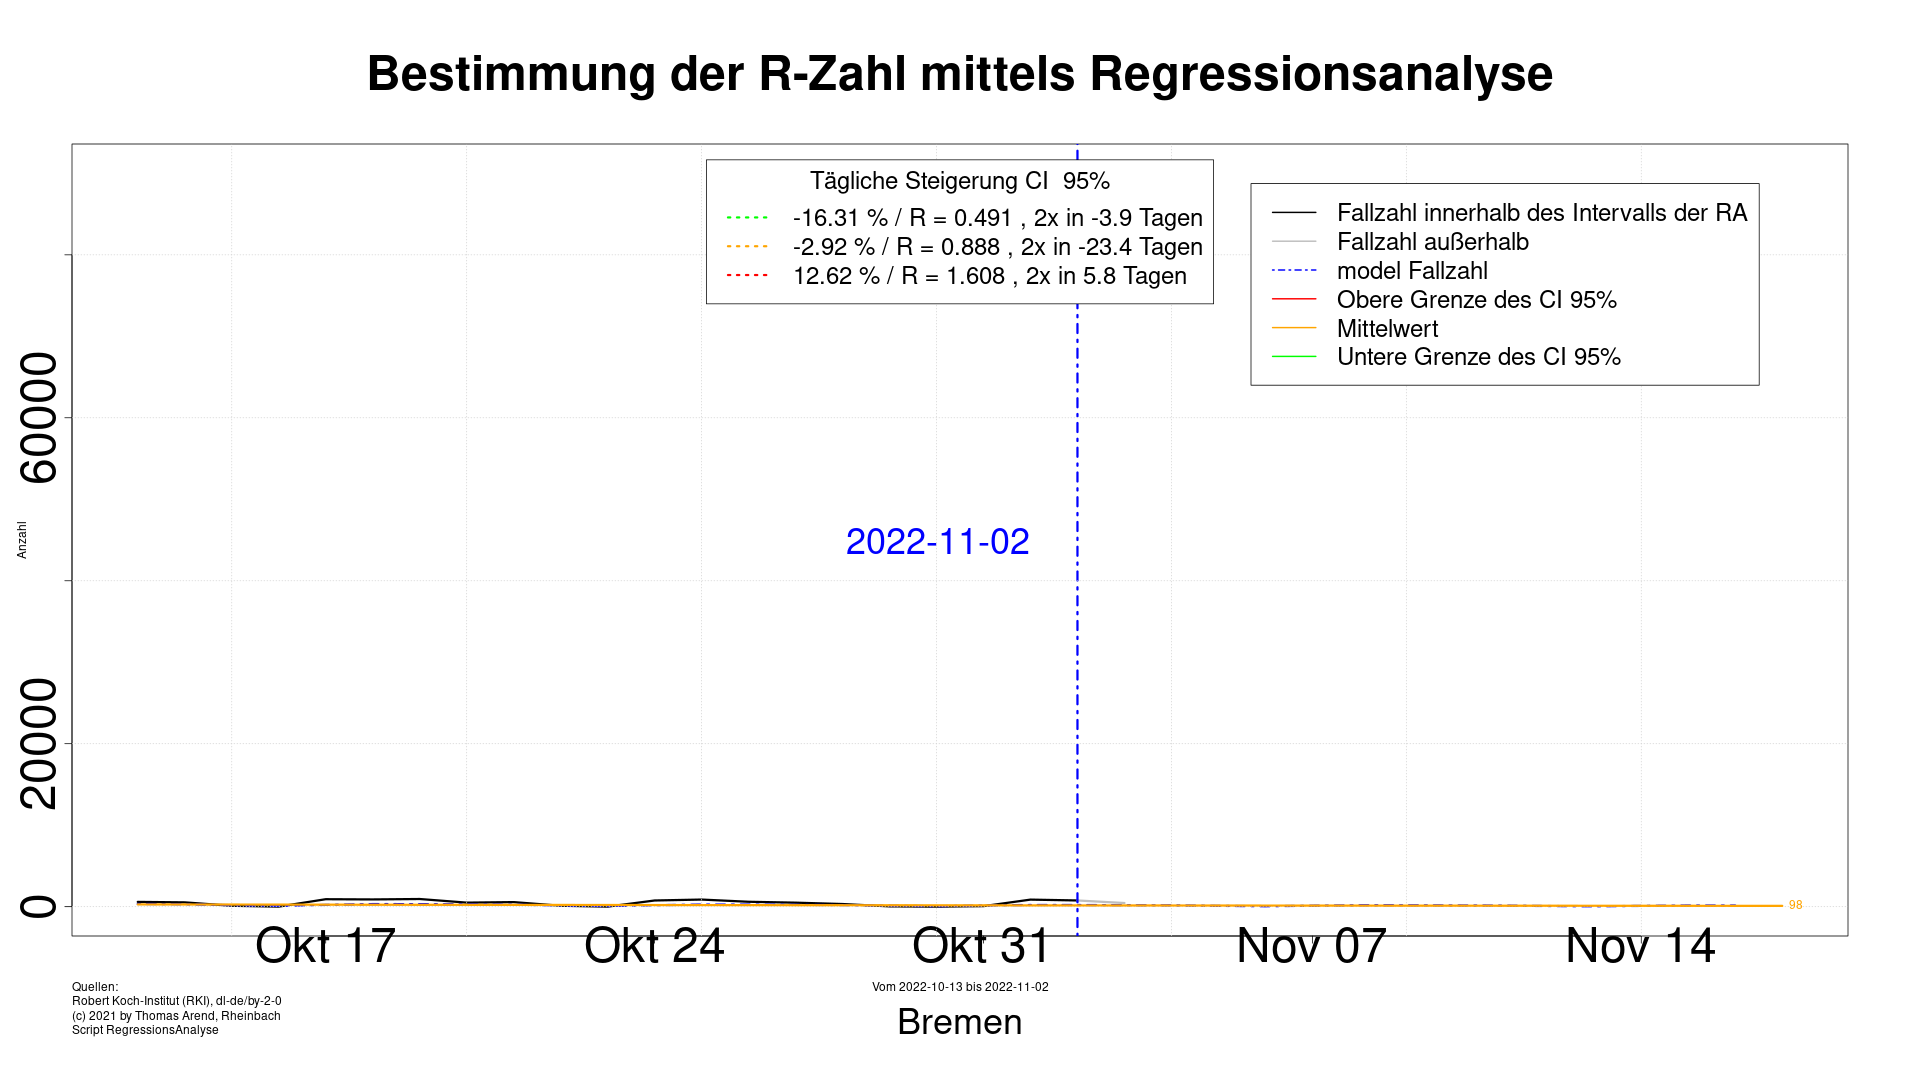 Bestimmung der R-Zahl mittels Regressionsanalyse
Tägliche Steigerung CI  95%
-16.31 % / R = 0.491 , 2x in -3.9 Tagen
-2.92 % / R = 0.888 , 2x in -23.4 Tagen
12.62 % / R = 1.608 , 2x in 5.8 Tagen
Fallzahl innerhalb des Intervalls der RA
Fallzahl außerhalb
model Fallzahl
Obere Grenze des CI 95%
Mittelwert
Untere Grenze des CI 95%
60000
20000
0
Anzahl
2022-11-02
98
Okt 17
Okt 24
Okt 31
Nov 07
Nov 14
Quellen:
Robert Koch-Institut (RKI), dl-de/by-2-0
(c) 2021 by Thomas Arend, Rheinbach
Script RegressionsAnalyse
Vom 2022-10-13 bis 2022-11-02
Bremen